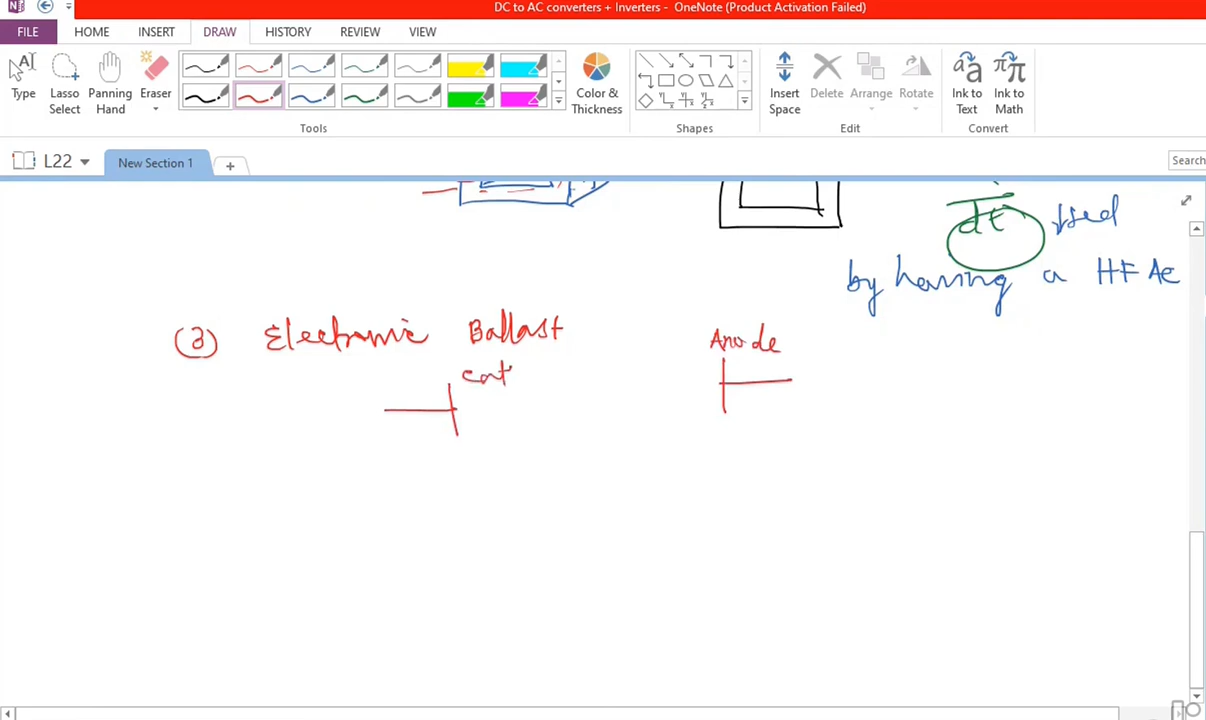 DC to AC converters + Inverters - OneNote (Product Activation Failed)
FILE HOME INSERT DRAW HISTORY REVIEW VIEW
Type
Lasso Select
Panning Hand
Eraser
Color & Thickness
Insert Space
Delete
Arrange
Rotate
Ink to Text
Ink to Math
Tools
Shapes
Edit
Convert
L22
New Section 1
Search
dt
by having a HF AC
(3) Electronic Ballast
Anode
cat